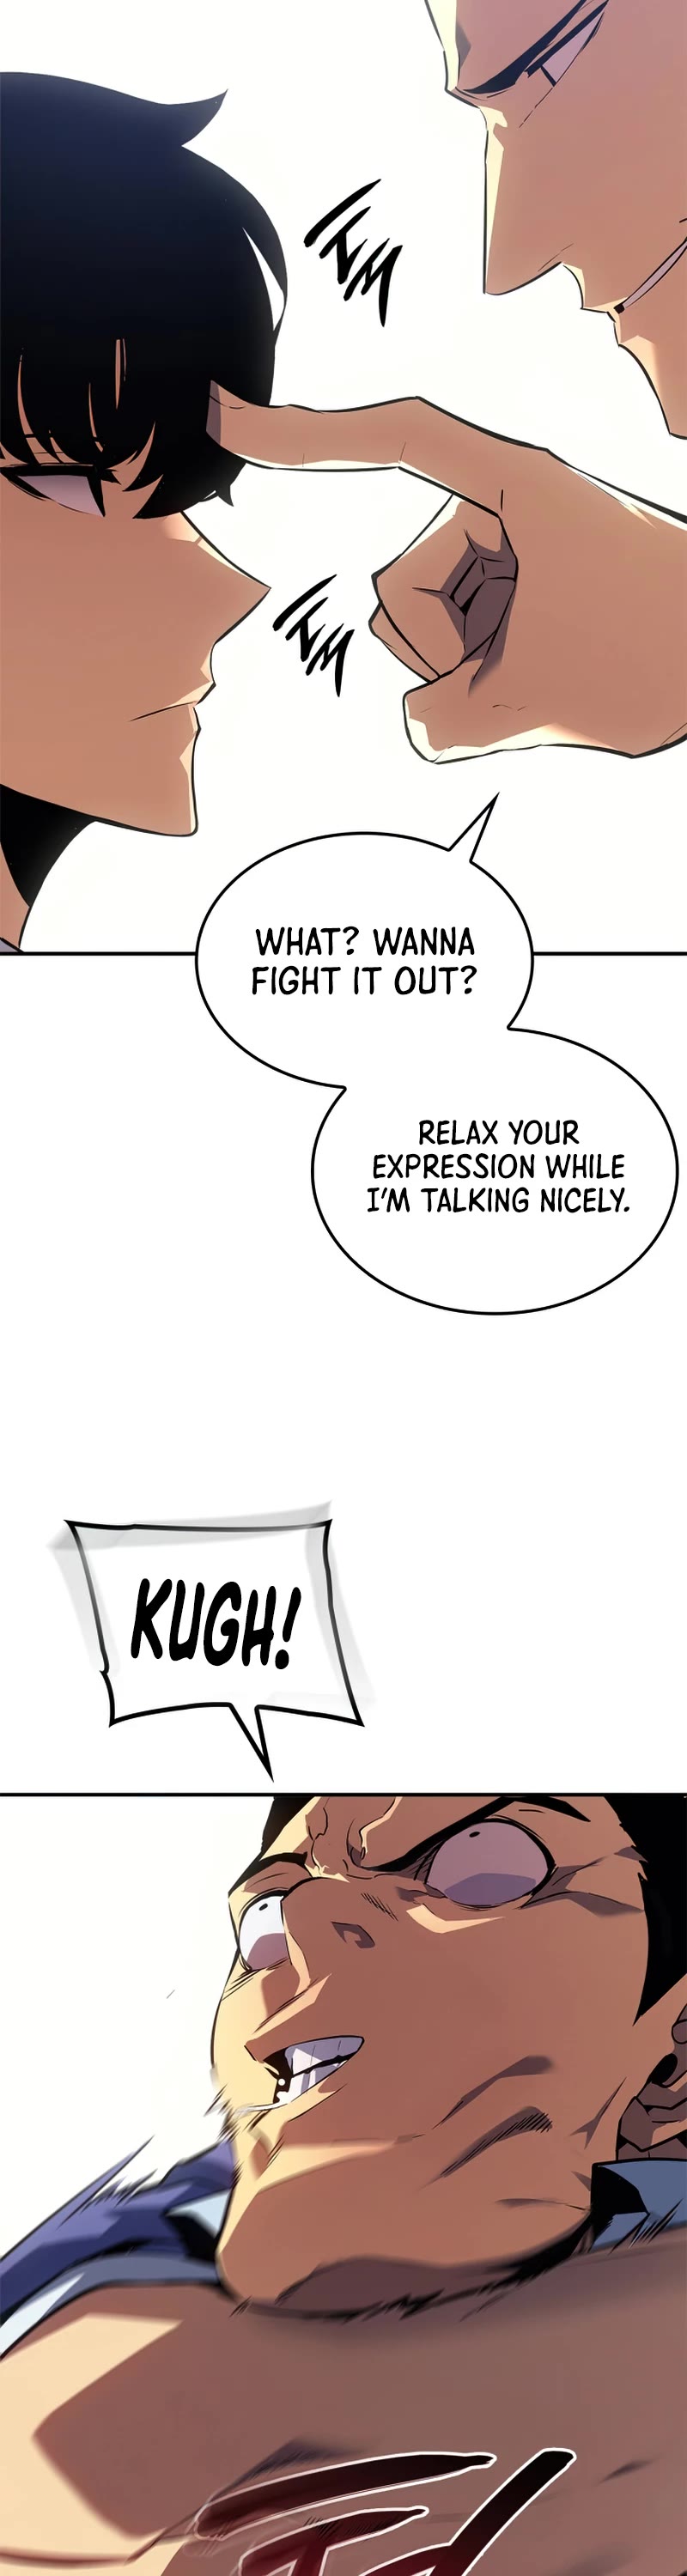 WHAT? WANNA
FIGHT IT OUT?
RELAX YOUR
EXPRESSION WHILE
I'M TALKING NICELY.
KUGH!